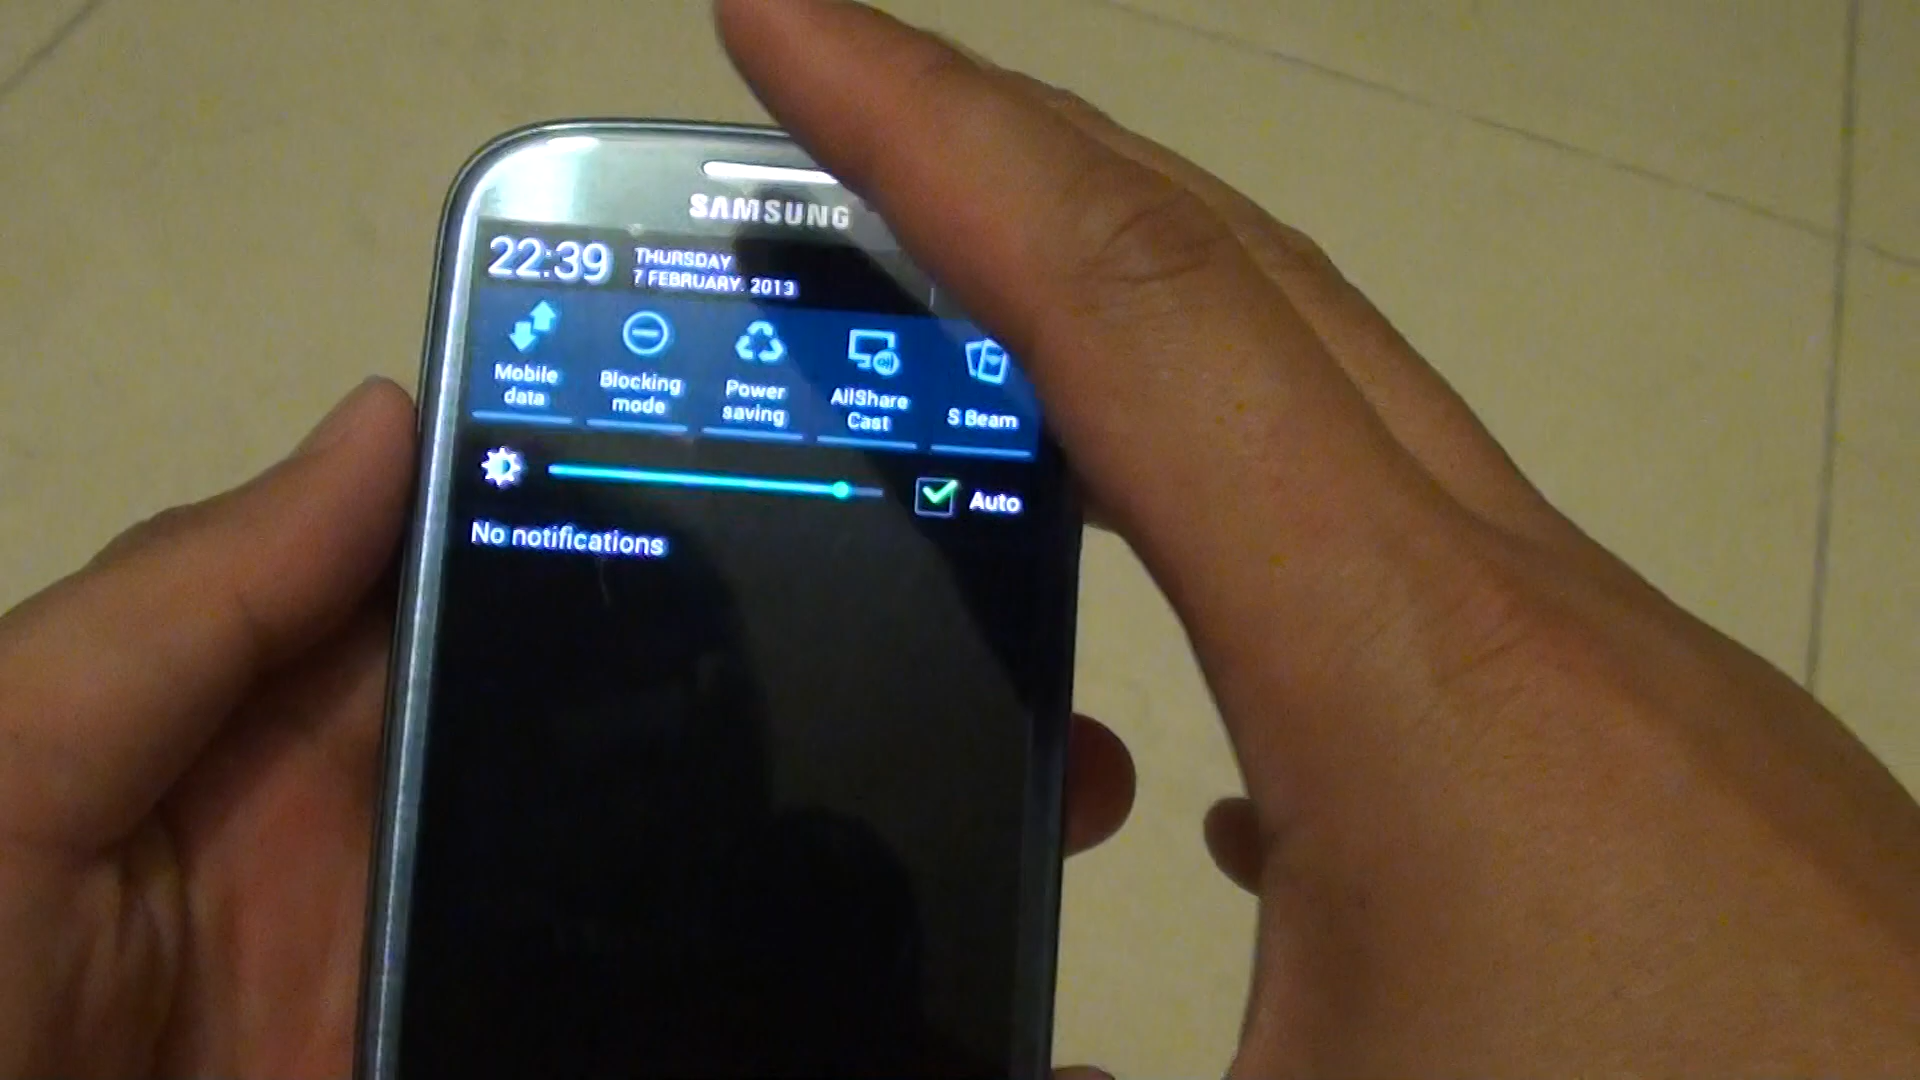 SAMSUNG
22:39
THURSDAY
7 FEBRUARY. 2013
Mobile
data
Blocking
mode
Power
saving
AllShare
Cast
S Beam
Auto
No notifications